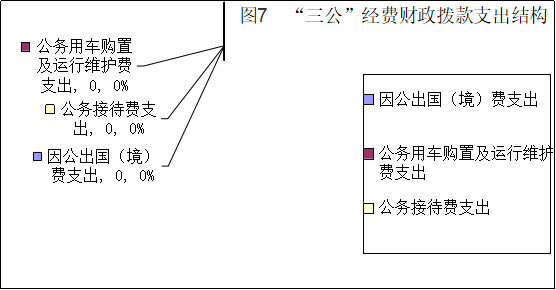 图7 “三公”经费财政拨款支出结构
公务用车购置
及运行维护费
支出, 0, 0%
公务接待费支
出, 0, 0%
因公出国（境）
费支出, 0, 0%
因公出国（境）费支出
公务用车购置及运行维护
费支出
公务接待费支出